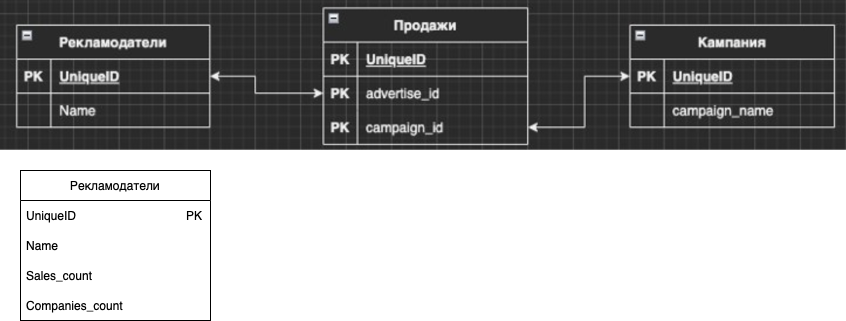 Рекламодатели
PK UniqueID
Name
Продажи
PK UniqueID
PK advertise_id
PK campaign_id
Кампания
PK UniqueID
campaign_name
Рекламодатели
UniqueID PK
Name
Sales_count
Companies_count